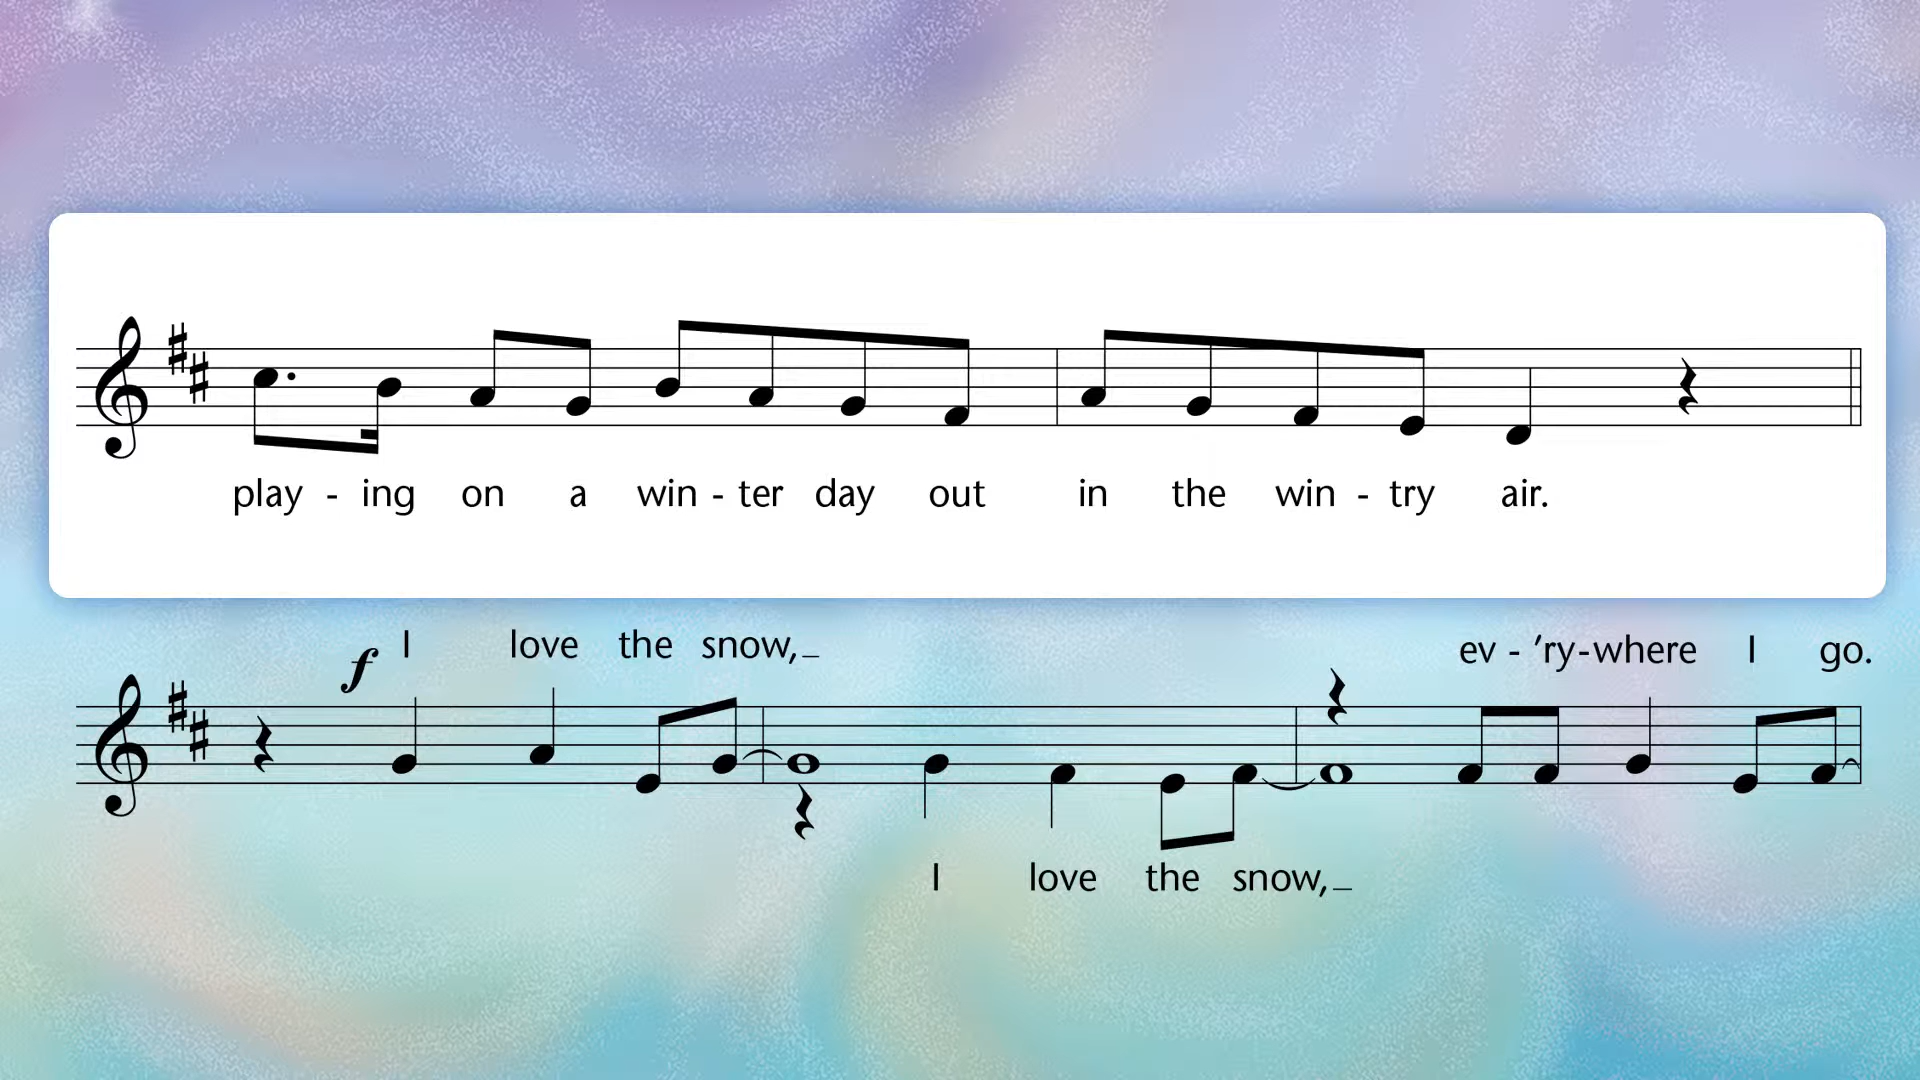 play - ing on a win - ter day out in the win - try air.
f I love the snow,_ ev - ’ry-where I go.
I love the snow,_